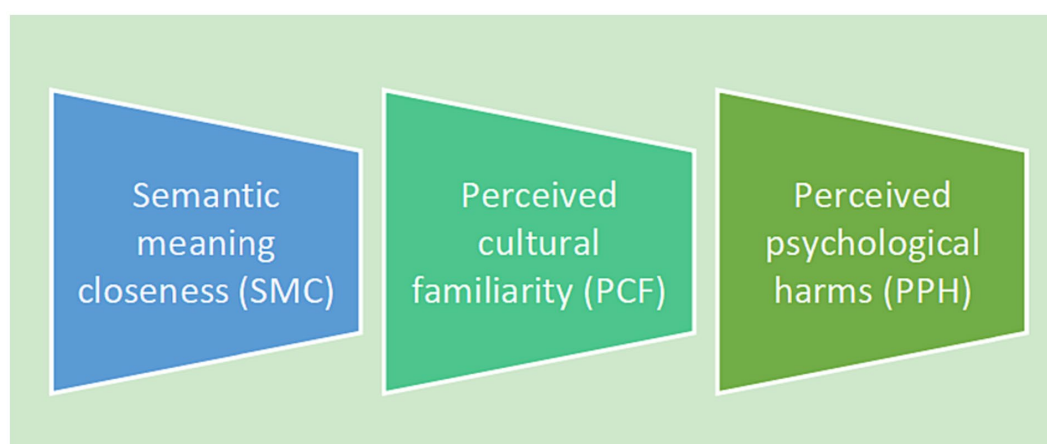 Semantic
meaning
closeness (SMC)
Perceived
cultural
familiarity (PCF)
Perceived
psychological
harms (PPH)